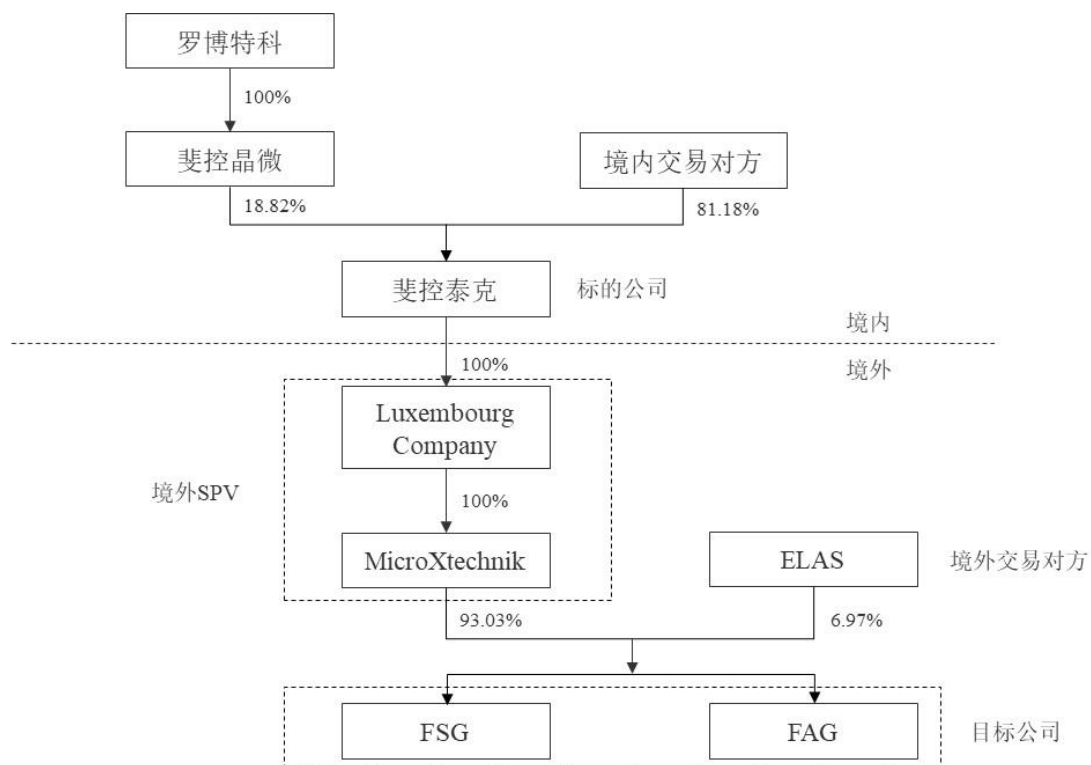 罗博特科
100%
斐控晶微
境内交易对方
18.82%
81.18%
斐控泰克
标的公司
境内
100%
境外
Luxembourg
Company
境外SPV
100%
MicroXtechnik
ELAS
境外交易对方
93.03%
6.97%
FSG
FAG
目标公司